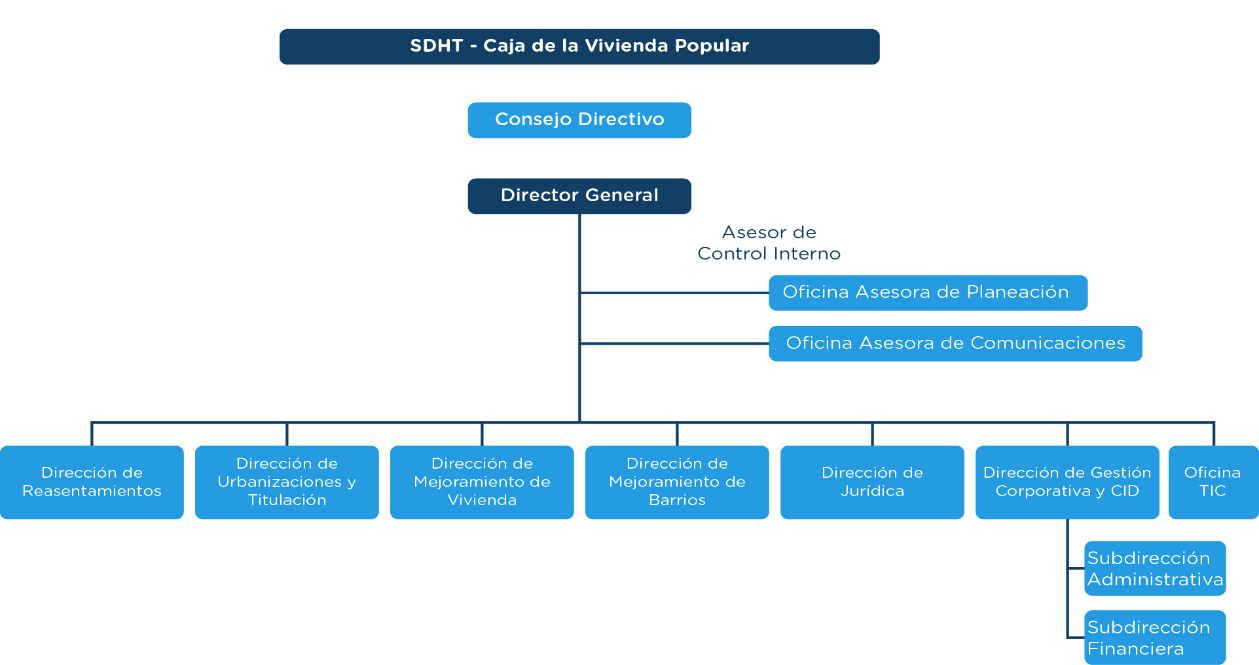 SDHT - Caja de la Vivienda Popular
Consejo Directivo
Director General
Asesor de
Control Interno
Oficina Asesora de Planeación
Oficina Asesora de Comunicaciones
Dirección de
Reasentamientos
Dirección de
Urbanizaciones y
Titulación
Dirección de
Mejoramiento de
Vivienda
Dirección de
Mejoramiento de
Barrios
Dirección de
Jurídica
Dirección de Gestión
Corporativa y CID
Oficina
TIC
Subdirección
Administrativa
Subdirección
Financiera